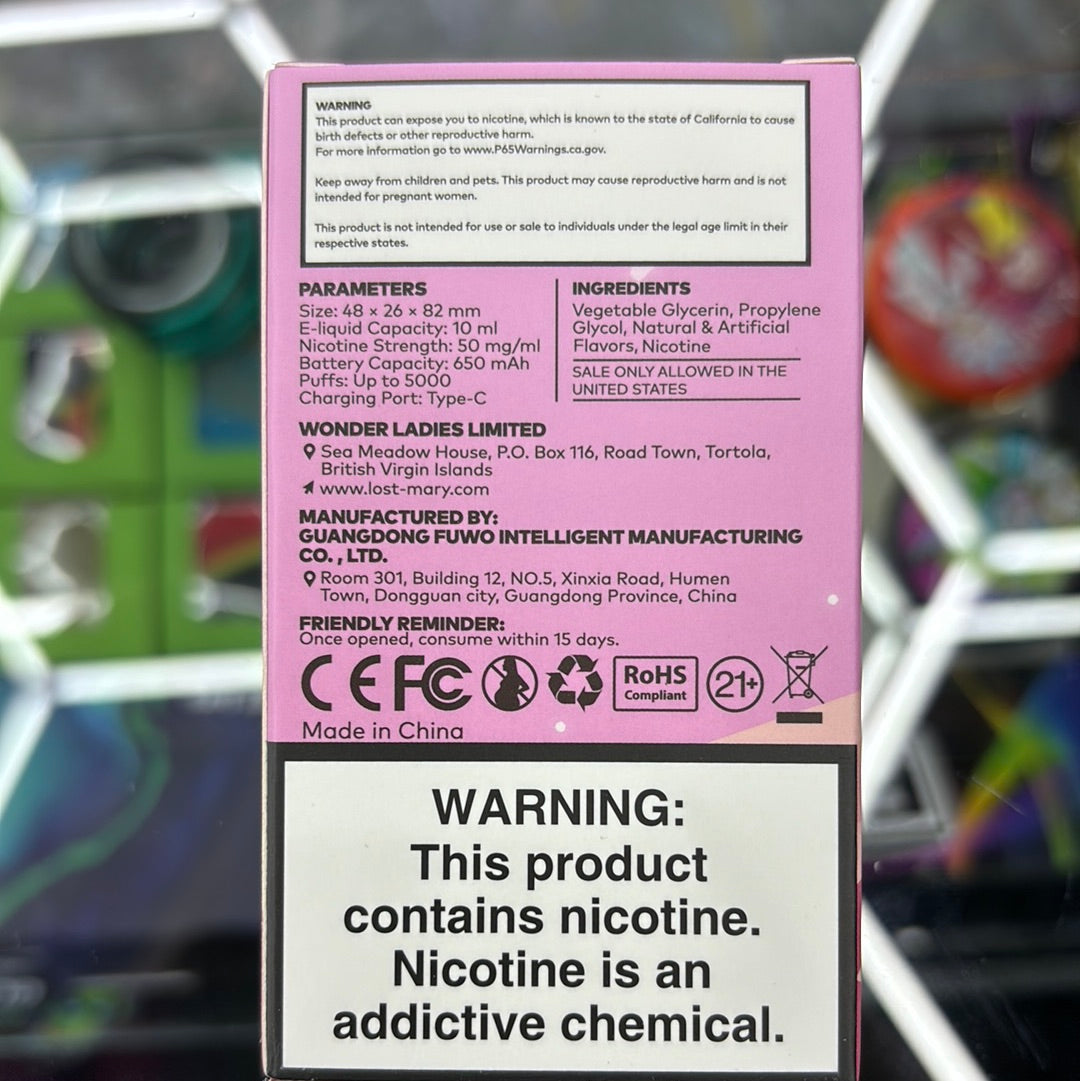 WARNING
This product can expose you to nicotine, which is known to the state of California to cause
birth defects or other reproductive harm.
For more information go to www.P65Warnings.ca.gov.
Keep away from children and pets. This product may cause reproductive harm and is not
intended for pregnant women.
This product is not intended for use or sale to individuals under the legal age limit in their
respective states.
PARAMETERS
Size: 48 × 26 × 82 mm
E-liquid Capacity: 10 ml
Nicotine Strength: 50 mg/ml
Battery Capacity: 650 mAh
Puffs: Up to 5000
Charging Port: Type-C
INGREDIENTS
Vegetable Glycerin, Propylene
Glycol, Natural & Artificial
Flavors, Nicotine
SALE ONLY ALLOWED IN THE
UNITED STATES
WONDER LADIES LIMITED
Sea Meadow House, P.O. Box 116, Road Town, Tortola,
British Virgin Islands
www.lost-mary.com
MANUFACTURED BY:
GUANGDONG FUWO INTELLIGENT MANUFACTURING
CO. , LTD.
Room 301, Building 12, NO.5, Xinxia Road, Humen
Town, Dongguan city, Guangdong Province, China
FRIENDLY REMINDER:
Once opened, consume within 15 days.
CE FC RoHS Compliant 21+
Made in China
WARNING:
This product
contains nicotine.
Nicotine is an
addictive chemical.